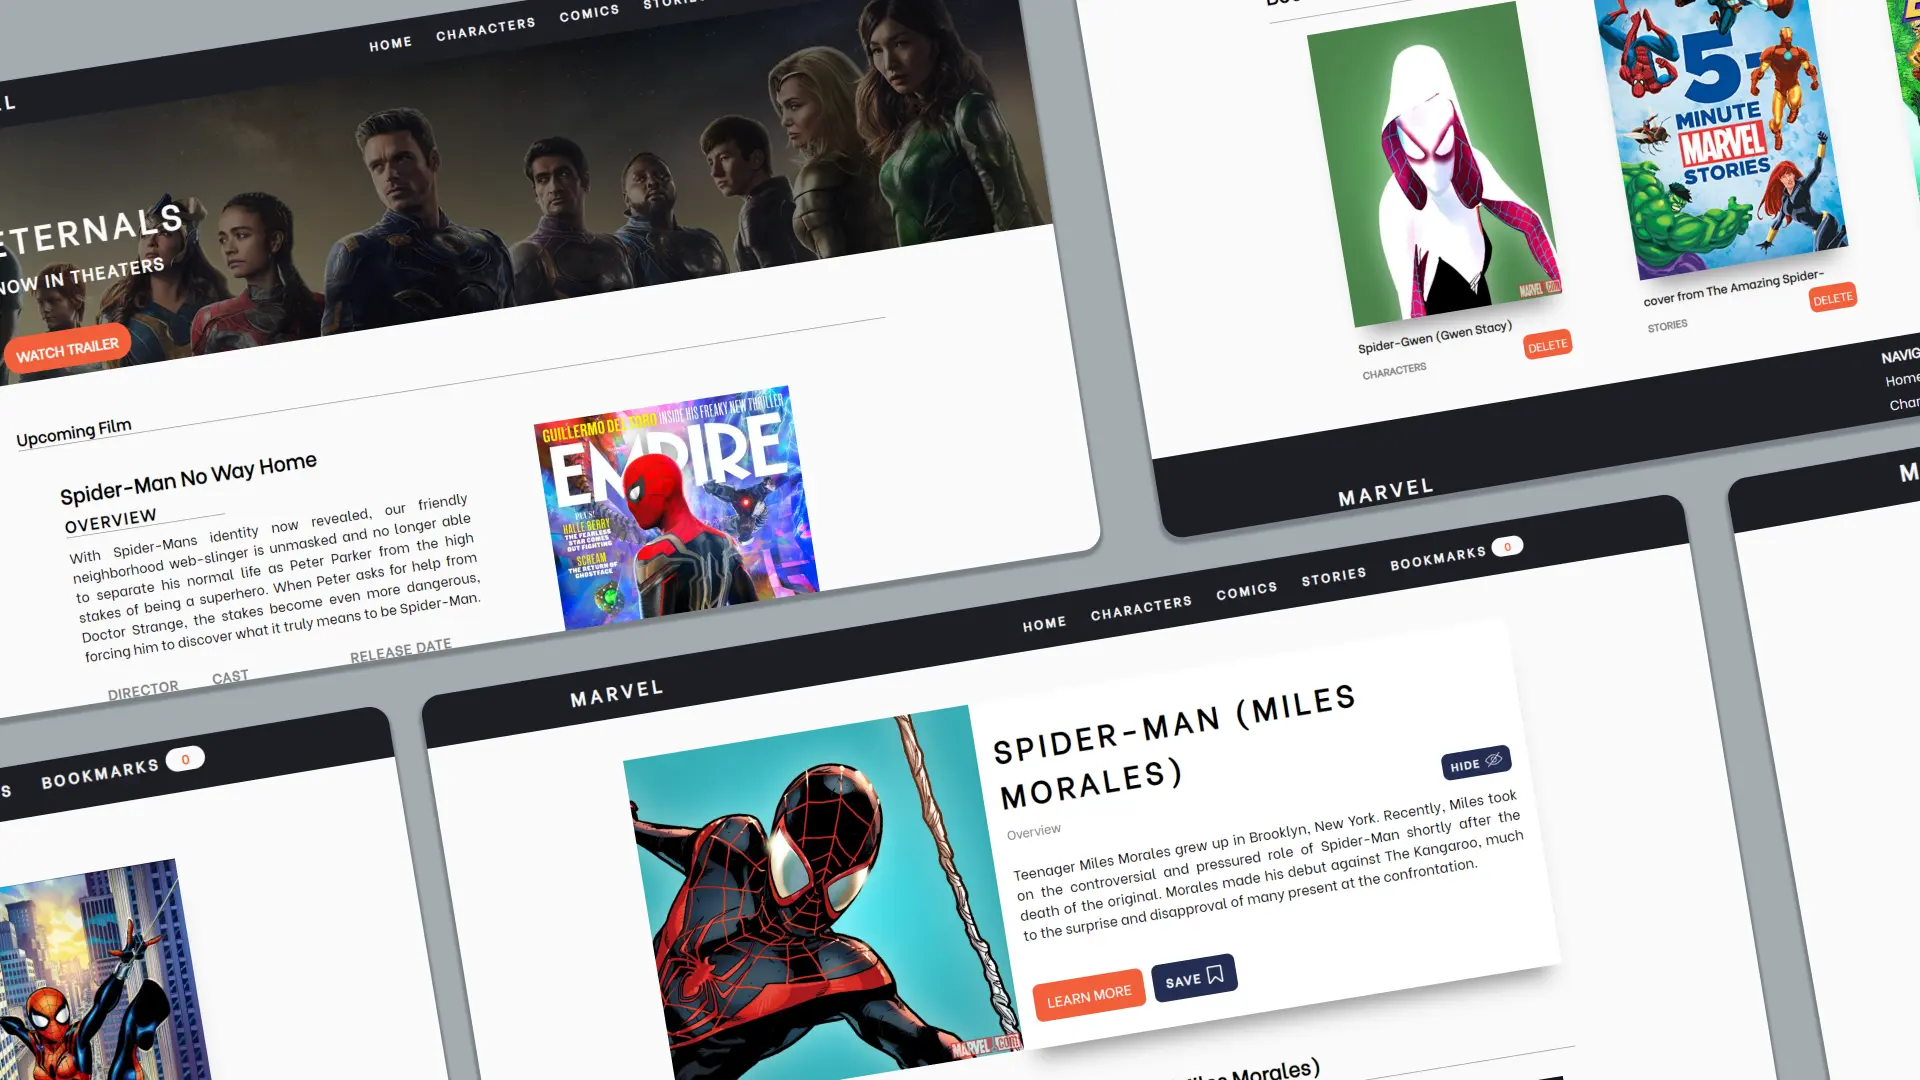 HOME
CHARACTERS
COMICS
ETERNALS
NOW IN THEATERS
WATCH TRAILER
Upcoming Film
Spider-Man No Way Home
OVERVIEW
With Spider-Mans identity now revealed, our friendly
neighborhood web-slinger is unmasked and no longer able
to separate his normal life as Peter Parker from the high
stakes of being a superhero. When Peter asks for help from
Doctor Strange, the stakes become even more dangerous,
forcing him to discover what it truly means to be Spider-Man.
DIRECTOR
CAST
RELEASE DATE
GUILLERMO DEL TORO INSIDE HIS FREAKY NEW THRILLER
EMPIRE
PLUS!
HALLE BERRY
THE FEARLESS
STAR COMES
OUT FIGHTING
SCREAM
THE RETURN OF
GHOSTFACE
5-
MINUTE
MARVEL
STORIES
MARVEL .COM
Spider-Gwen (Gwen Stacy)
CHARACTERS
DELETE
cover from The Amazing Spider-
STORIES
DELETE
NAVIG
Home
Char
MARVEL
BOOKMARKS 0
MARVEL
HOME
CHARACTERS
COMICS
STORIES
BOOKMARKS 0
SPIDER-MAN (MILES
MORALES)
HIDE
Overview
Teenager Miles Morales grew up in Brooklyn, New York. Recently, Miles took
on the controversial and pressured role of Spider-Man shortly after the
death of the original. Morales made his debut against The Kangaroo, much
to the surprise and disapproval of many present at the confrontation.
LEARN MORE
SAVE
MARVEL .COM
Morales)